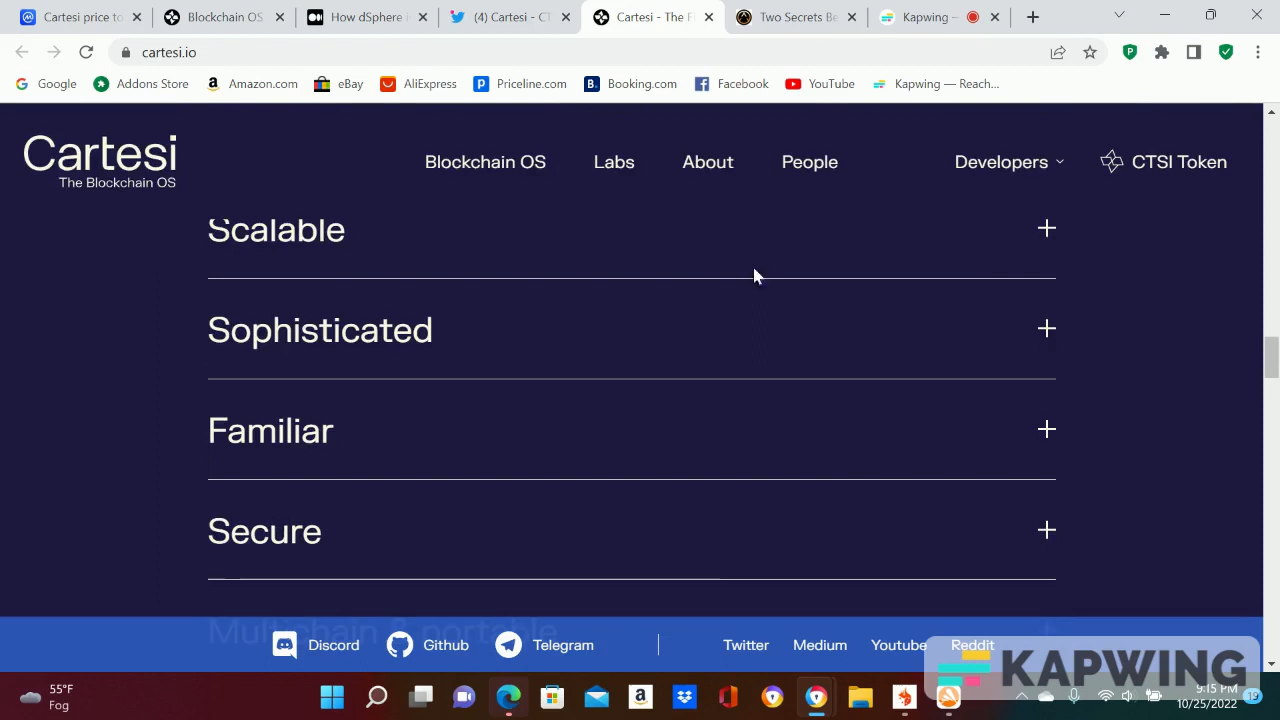 Cartesi price to
Blockchain OS
How dSphere
(4) Cartesi - CT
Cartesi - The
Two Secrets Be
Kapwing —
cartesi.io
Google
Addons Store
Amazon.com
eBay
AliExpress
Priceline.com
Booking.com
Facebook
YouTube
Kapwing — Reach...
Cartesi
The Blockchain OS
Blockchain OS
Labs
About
People
Developers
CTSI Token
Scalable
Sophisticated
Familiar
Secure
Multichain & portable
Discord
Github
Telegram
Twitter
Medium
Youtube
Reddit
KAPWING
55°F
Fog
9:15 PM
10/25/2022
19